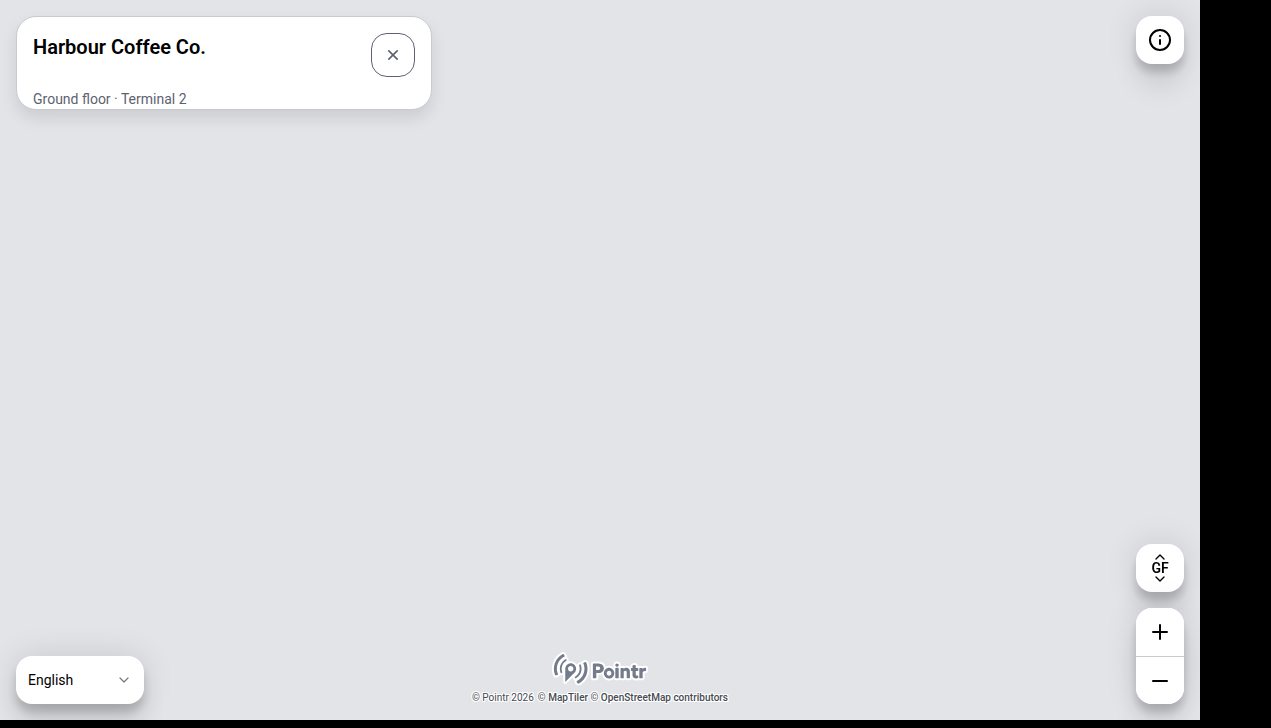 Harbour Coffee Co.
Ground floor · Terminal 2
GF
English
Pointr
© Pointr 2026 © MapTiler © OpenStreetMap contributors